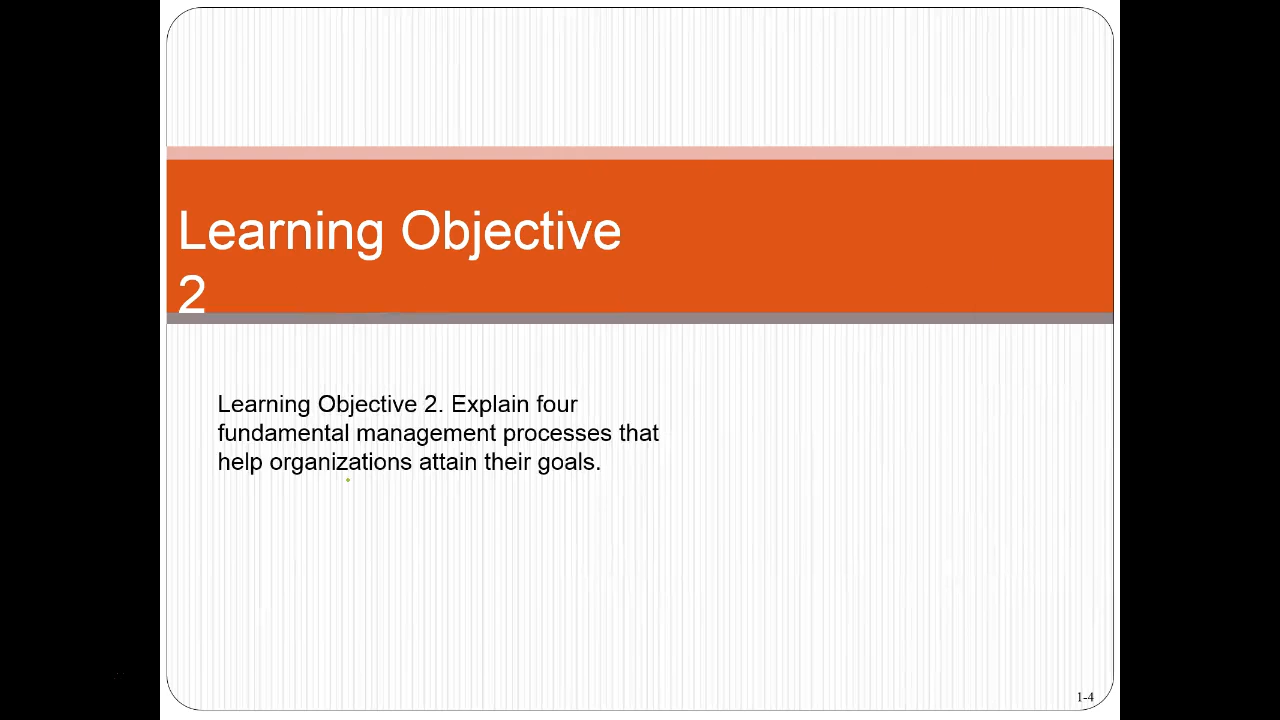 Learning Objective
2
Learning Objective 2. Explain four
fundamental management processes that
help organizations attain their goals.
1-4